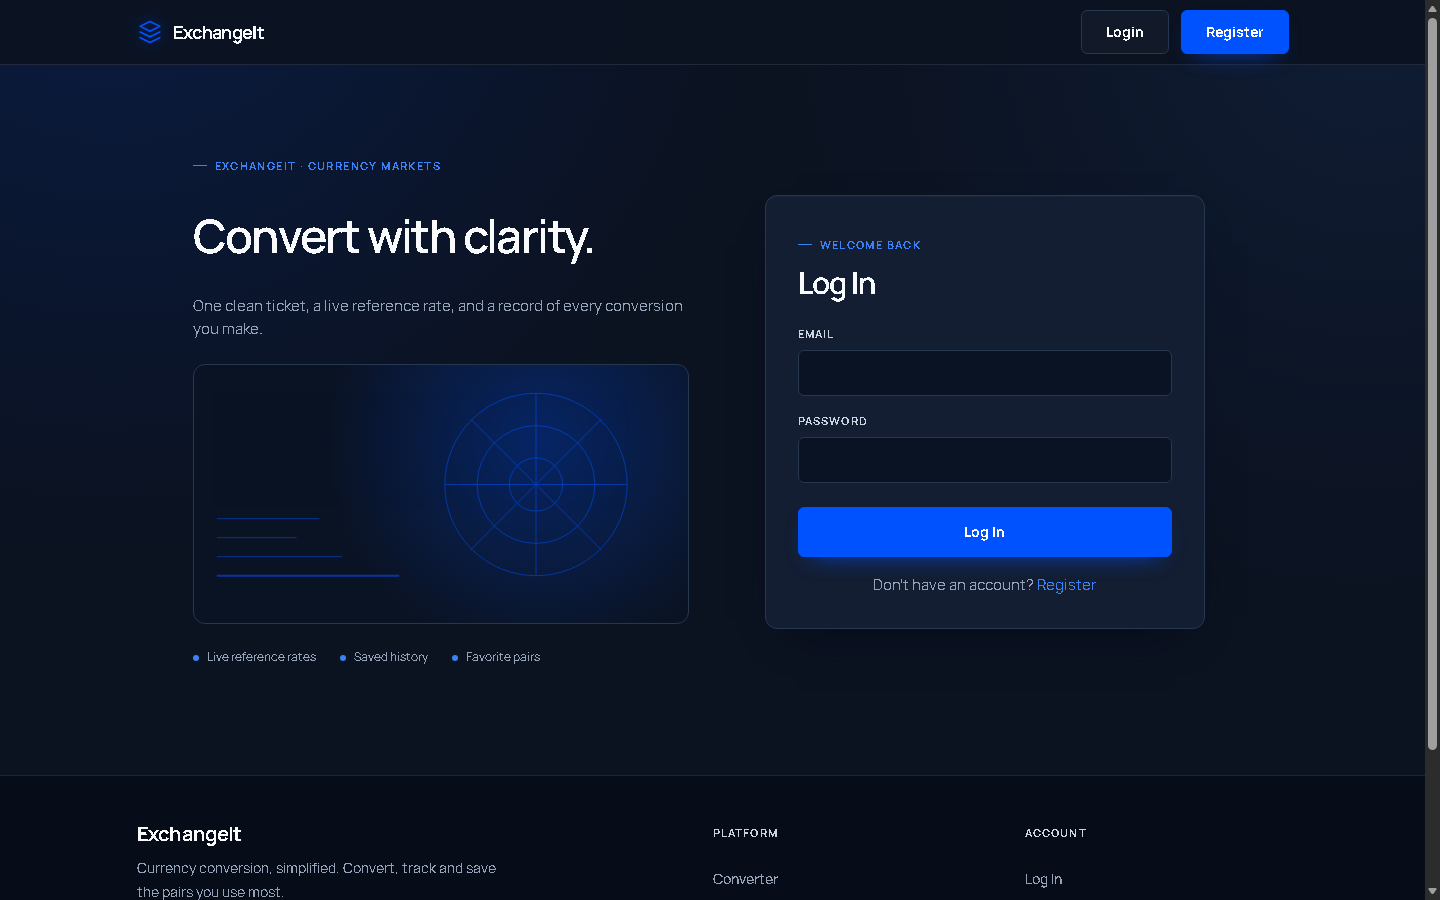 ExchangeIt
Login
Register
EXCHANGEIT · CURRENCY MARKETS
Convert with clarity.
One clean ticket, a live reference rate, and a record of every conversion
you make.
Live reference rates
Saved history
Favorite pairs
WELCOME BACK
Log In
EMAIL
PASSWORD
Log In
Don't have an account? Register
ExchangeIt
Currency conversion, simplified. Convert, track and save
the pairs you use most.
PLATFORM
Converter
ACCOUNT
Log In